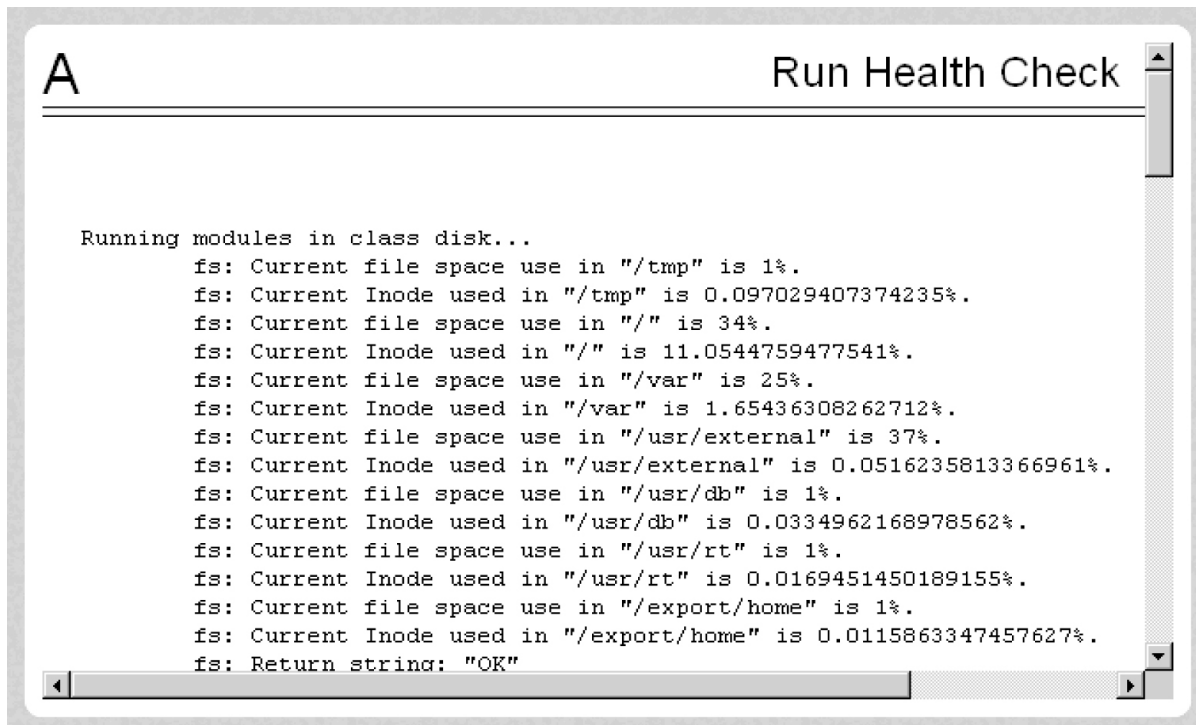 A
Run Health Check
Running modules in class disk...
fs: Current file space use in "/tmp" is 1%.
fs: Current Inode used in "/tmp" is 0.097029407374235%.
fs: Current file space use in "/" is 34%.
fs: Current Inode used in "/" is 11.0544759477541%.
fs: Current file space use in "/var" is 25%.
fs: Current Inode used in "/var" is 1.65436308262712%.
fs: Current file space use in "/usr/external" is 37%.
fs: Current Inode used in "/usr/external" is 0.0516235813366961%.
fs: Current file space use in "/usr/db" is 1%.
fs: Current Inode used in "/usr/db" is 0.0334962168978562%.
fs: Current file space use in "/usr/rt" is 1%.
fs: Current Inode used in "/usr/rt" is 0.0169451450189155%.
fs: Current file space use in "/export/home" is 1%.
fs: Current Inode used in "/export/home" is 0.0115863347457627%.
fs: Return string: "OK"